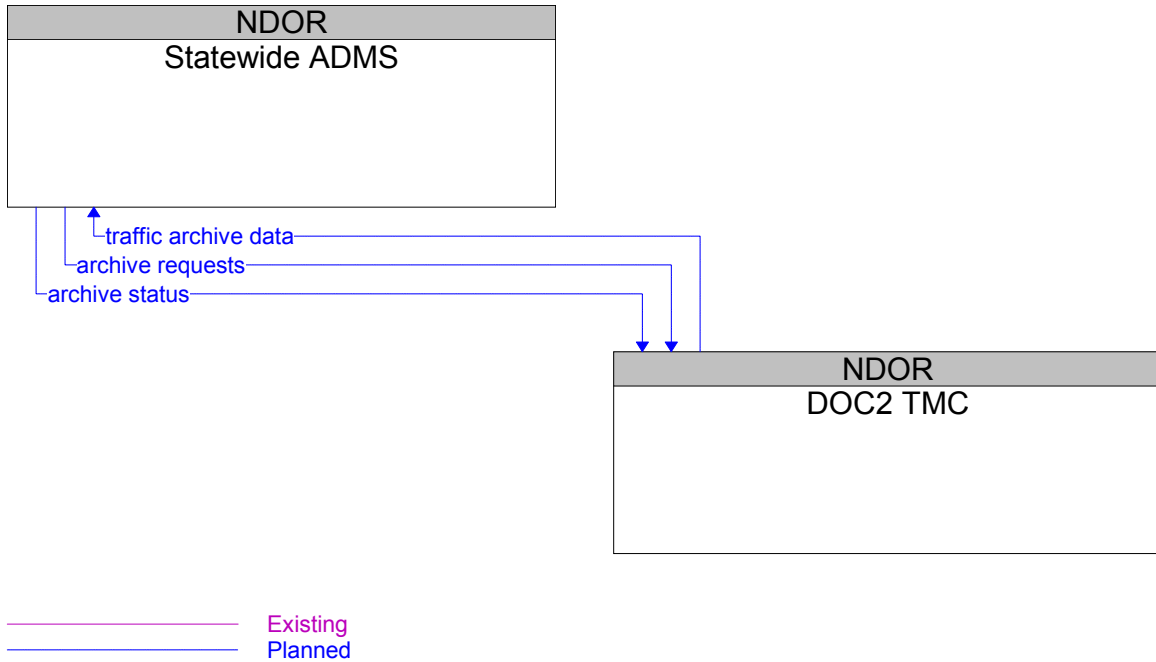 NDOR
Statewide ADMS
traffic archive data
archive requests
archive status
NDOR
DOC2 TMC
Existing
Planned